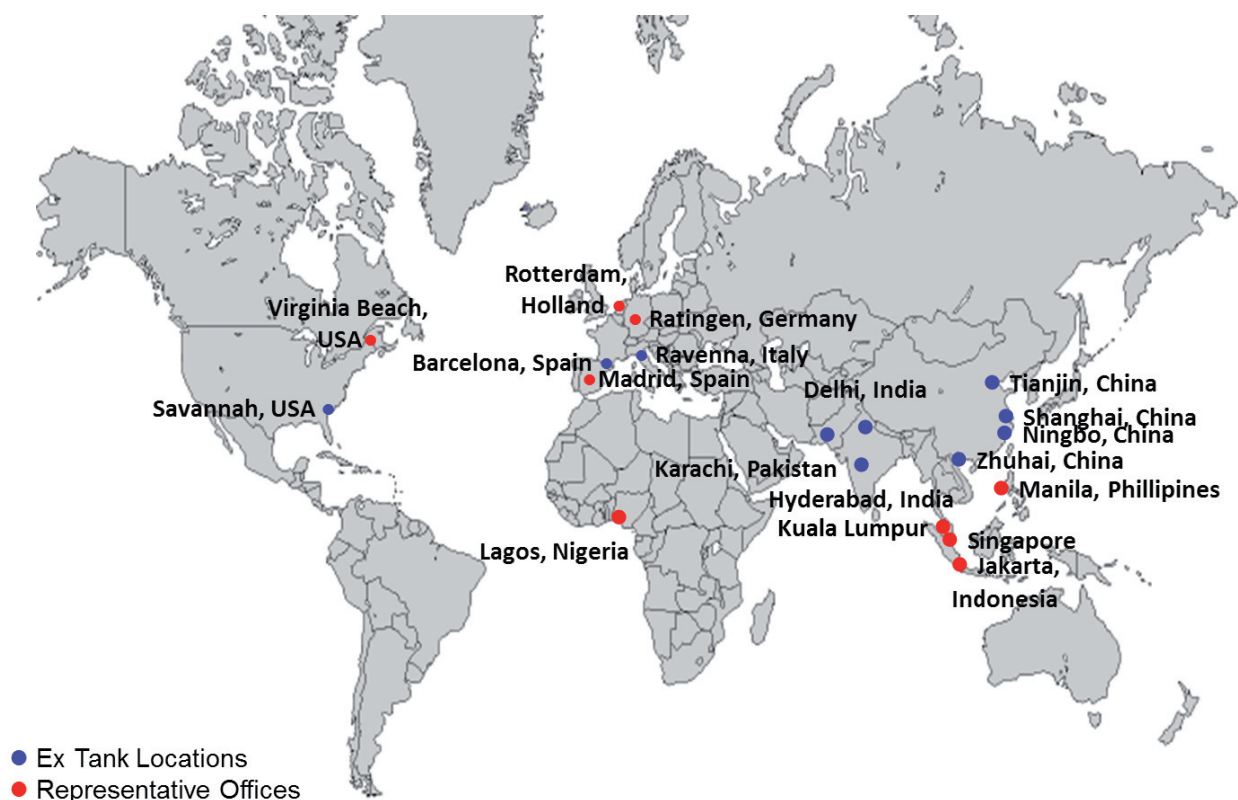 Rotterdam,
Holland
Virginia Beach,
USA
Ratingen, Germany
Barcelona, Spain
Ravenna, Italy
Madrid, Spain
Delhi, India
Tianjin, China
Savannah, USA
Shanghai, China
Ningbo, China
Karachi, Pakistan
Zhuhai, China
Hyderabad, India
Manila, Phillipines
Kuala Lumpur
Singapore
Lagos, Nigeria
Jakarta,
Indonesia
Ex Tank Locations
Representative Offices